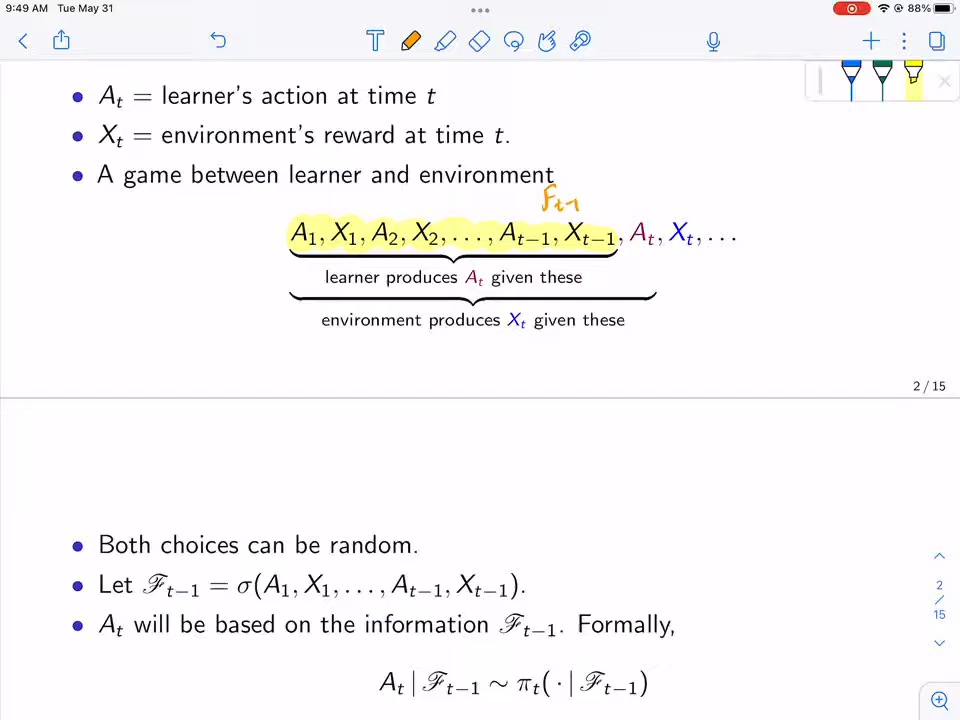 9:49 AM Tue May 31
88%
• A_t = learner's action at time t
• X_t = environment's reward at time t.
• A game between learner and environment
F_{t-1}
A_1, X_1, A_2, X_2, ..., A_{t−1}, X_{t−1}, A_t, X_t, ...
learner produces A_t given these
environment produces X_t given these
2 / 15
• Both choices can be random.
• Let ℱ_{t−1} = σ(A_1, X_1, ..., A_{t−1}, X_{t−1}).
• A_t will be based on the information ℱ_{t−1}. Formally,
A_t | ℱ_{t−1} ∼ π_t( · | ℱ_{t−1})
2
/
15